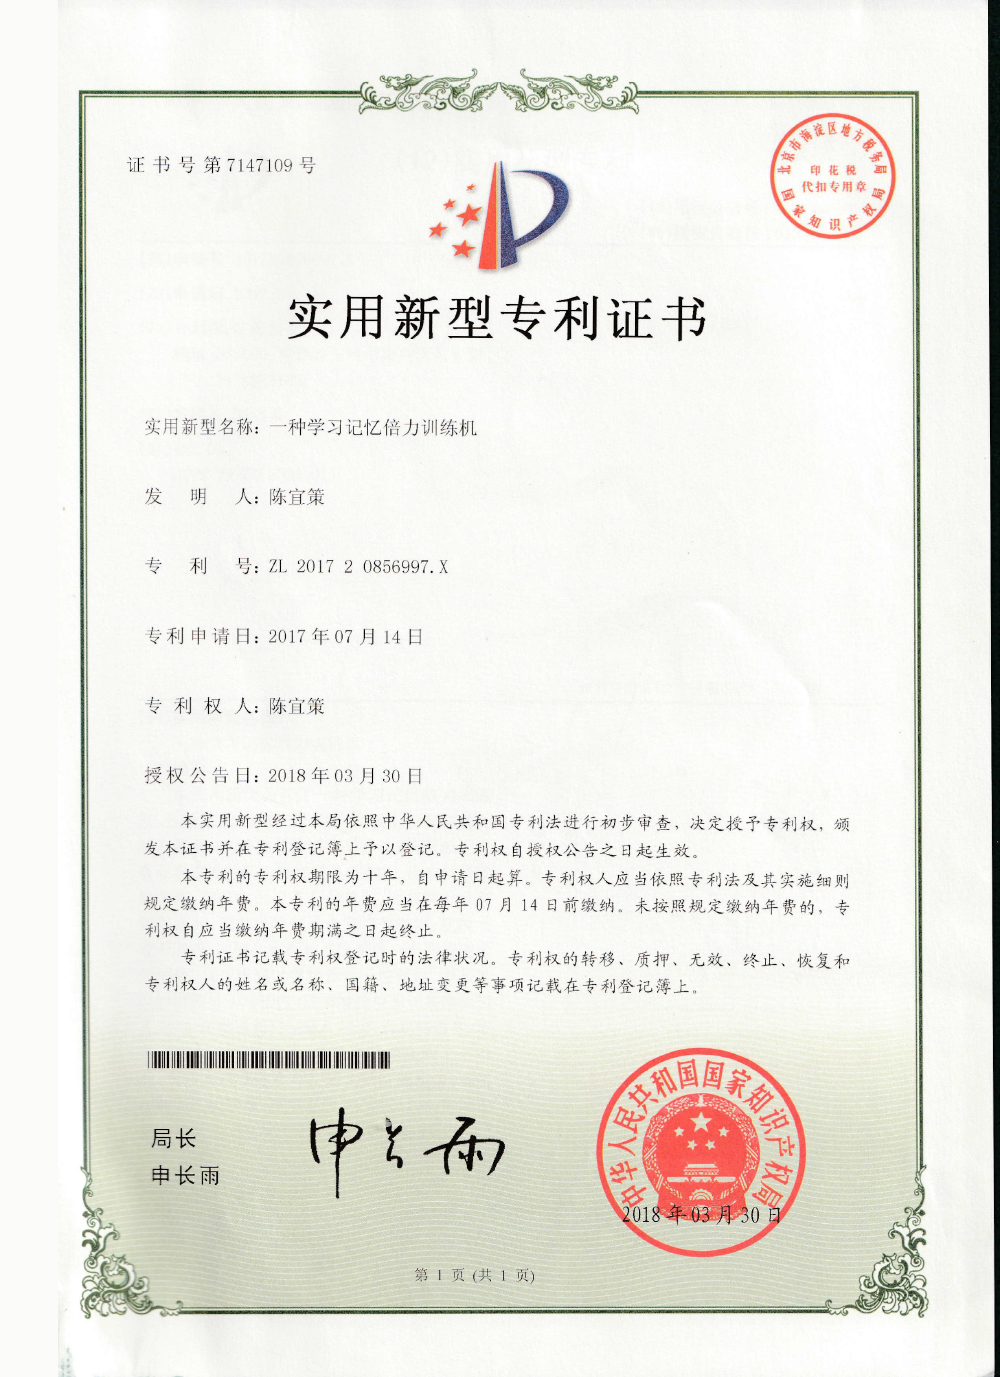 证书号第7147109号
北京市海淀区地方税务局
印花税
代扣专用章
国家知识产权局
实用新型专利证书
实用新型名称：一种学习记忆倍力训练机
发明人：陈宜策
专利号：ZL 2017 2 0856997.X
专利申请日：2017年07月14日
专利权人：陈宜策
授权公告日：2018年03月30日
本实用新型经过本局依照中华人民共和国专利法进行初步审查，决定授予专利权，颁
发本证书并在专利登记簿上予以登记。专利权自授权公告之日起生效。
本专利的专利权期限为十年，自申请日起算。专利权人应当依照专利法及其实施细则
规定缴纳年费。本专利的年费应当在每年07月14日前缴纳。未按照规定缴纳年费的，专
利权自应当缴纳年费期满之日起终止。
专利证书记载专利权登记时的法律状况。专利权的转移、质押、无效、终止、恢复和
专利权人的姓名或名称、国籍、地址变更等事项记载在专利登记簿上。
局长
申长雨
申长雨
中华人民共和国国家知识产权局
2018年03月30日
第1页(共1页)